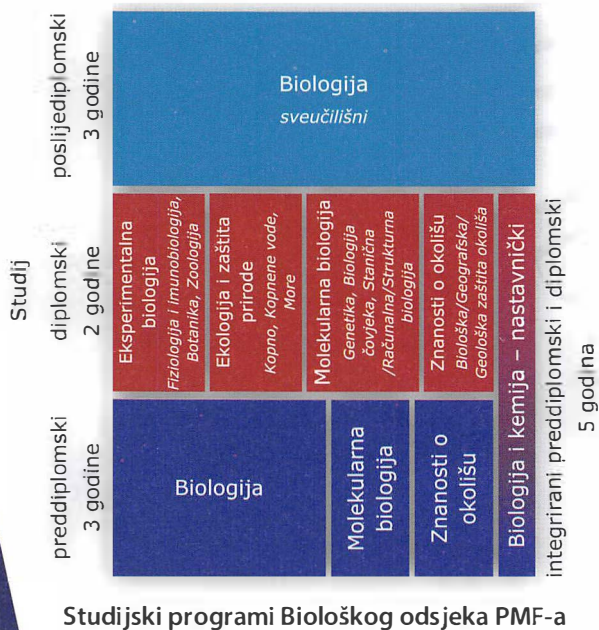 Studij
preddiplomski
3 godine
diplomski
2 godine
poslijediplomski
3 godine
Biologija
Molekularna
biologija
Znanosti o
okolišu
Eksperimentalna
biologija
Fiziologija i imunobiologija,
Botanika, Zoologija
Ekologija i zaštita
prirode
Kopno, Kopnene vode,
More
Molekularna biologija
Genetika, Biologija
čovjeka, Stanična
/Računalna/Strukturna
biologija
Znanosti o okolišu
Biološka/Geografska/
Geološka zaštita okoliša
Biologija
sveučilišni
Biologija i kemija – nastavnički
integrirani preddiplomski i diplomski
5 godina
Studijski programi Biološkog odsjeka PMF-a